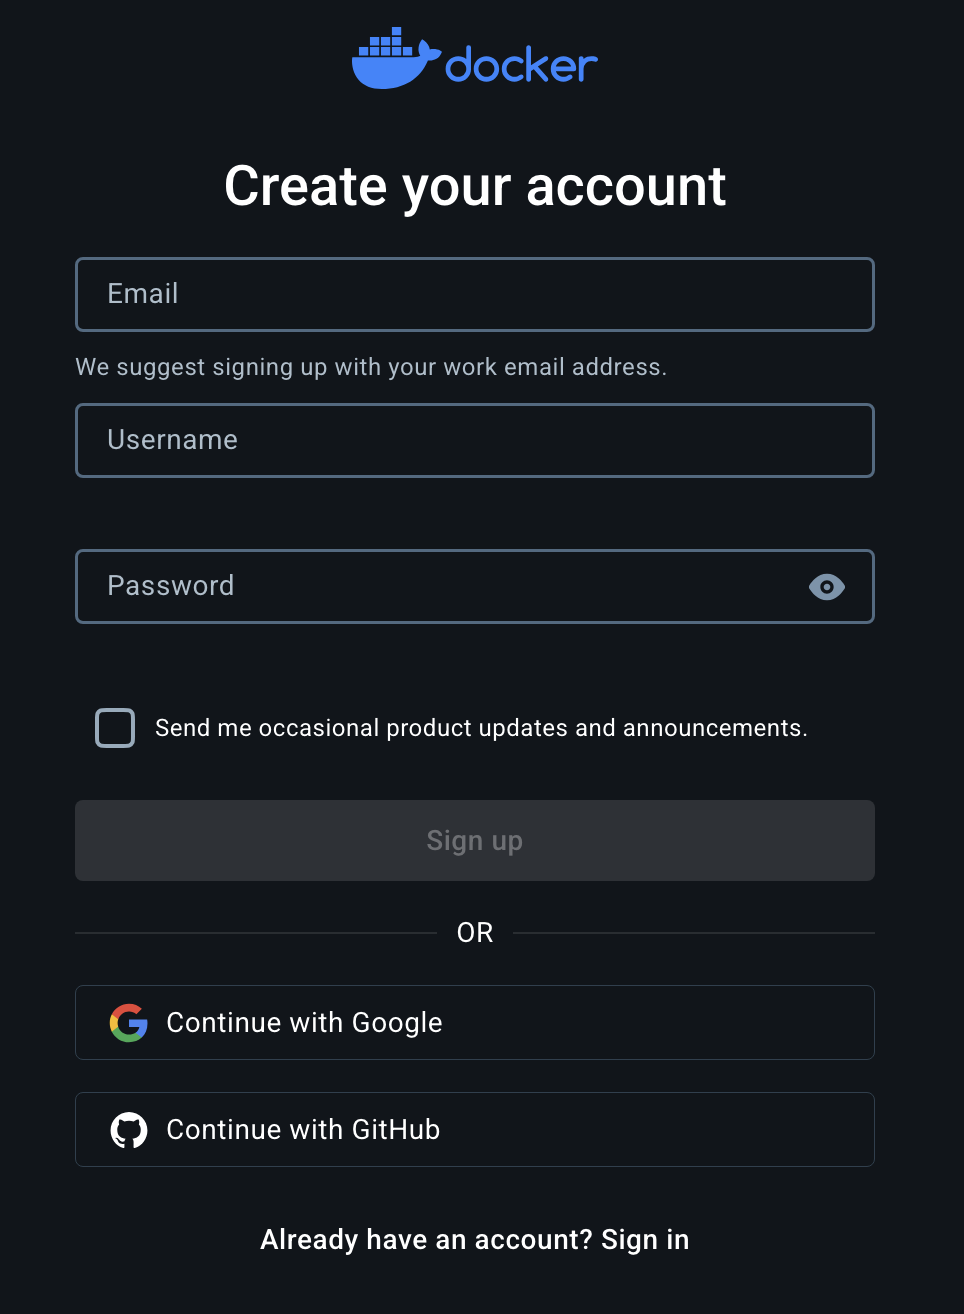 docker
Create your account
Email
We suggest signing up with your work email address.
Username
Password
Send me occasional product updates and announcements.
Sign up
OR
Continue with Google
Continue with GitHub
Already have an account? Sign in